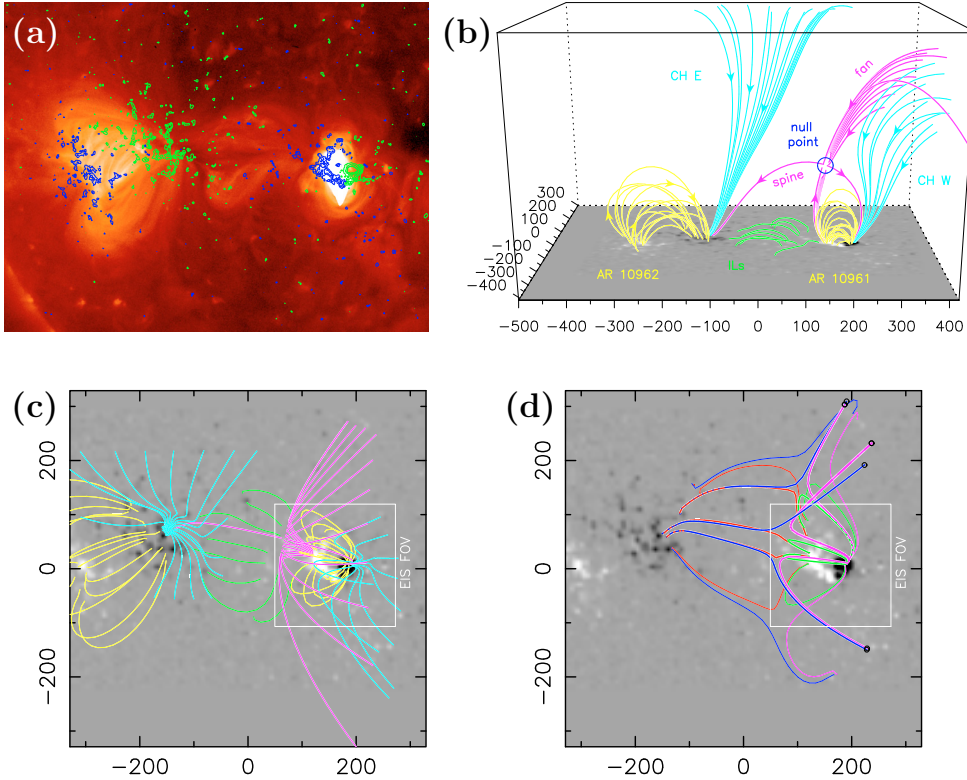 (a)
(b)
CH E
fan
null
point
spine
CH W
ILs
AR 10962
AR 10961
300
200
100
0
-100
-200
-300
-400
-500 -400 -300 -200 -100 0 100 200 300 400
(c)
200
0
-200
EIS FOV
-200 0 200
(d)
200
0
-200
EIS FOV
-200 0 200